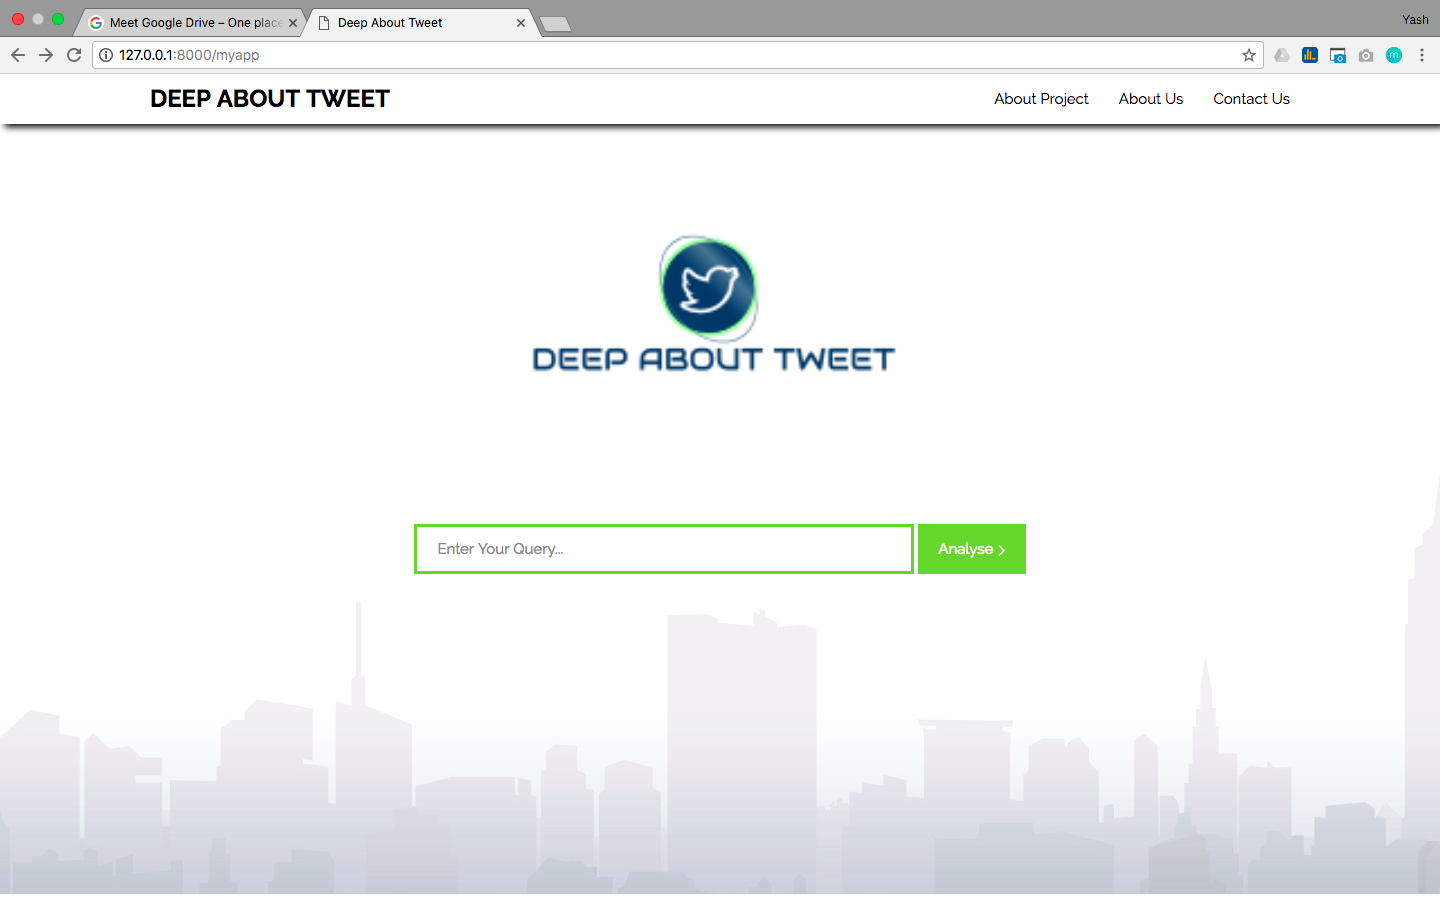 Meet Google Drive – One place
Deep About Tweet
Yash
127.0.0.1:8000/myapp
m
DEEP ABOUT TWEET
About Project
About Us
Contact Us
DEEP ABOUT TWEET
Enter Your Query...
Analyse